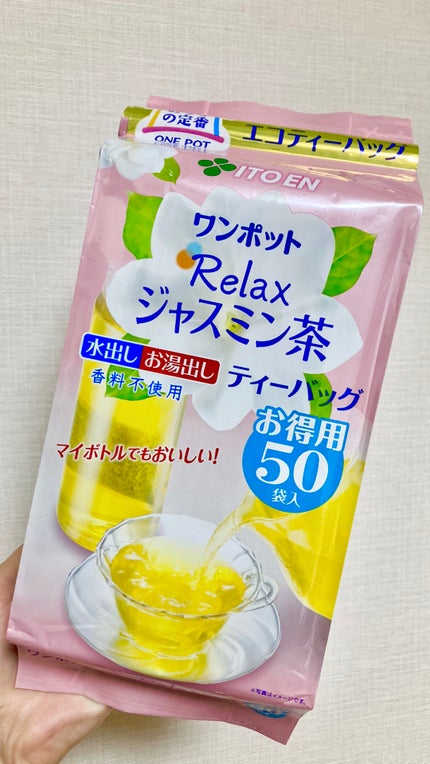 の定番
ONE POT
エコティーバッグ
ITO EN
ワンポット
Relax
ジャスミン茶
水出し お湯出し
ティーバッグ
香料不使用
お得用
50
袋入
マイボトルでもおいしい!
※写真はイメージです。